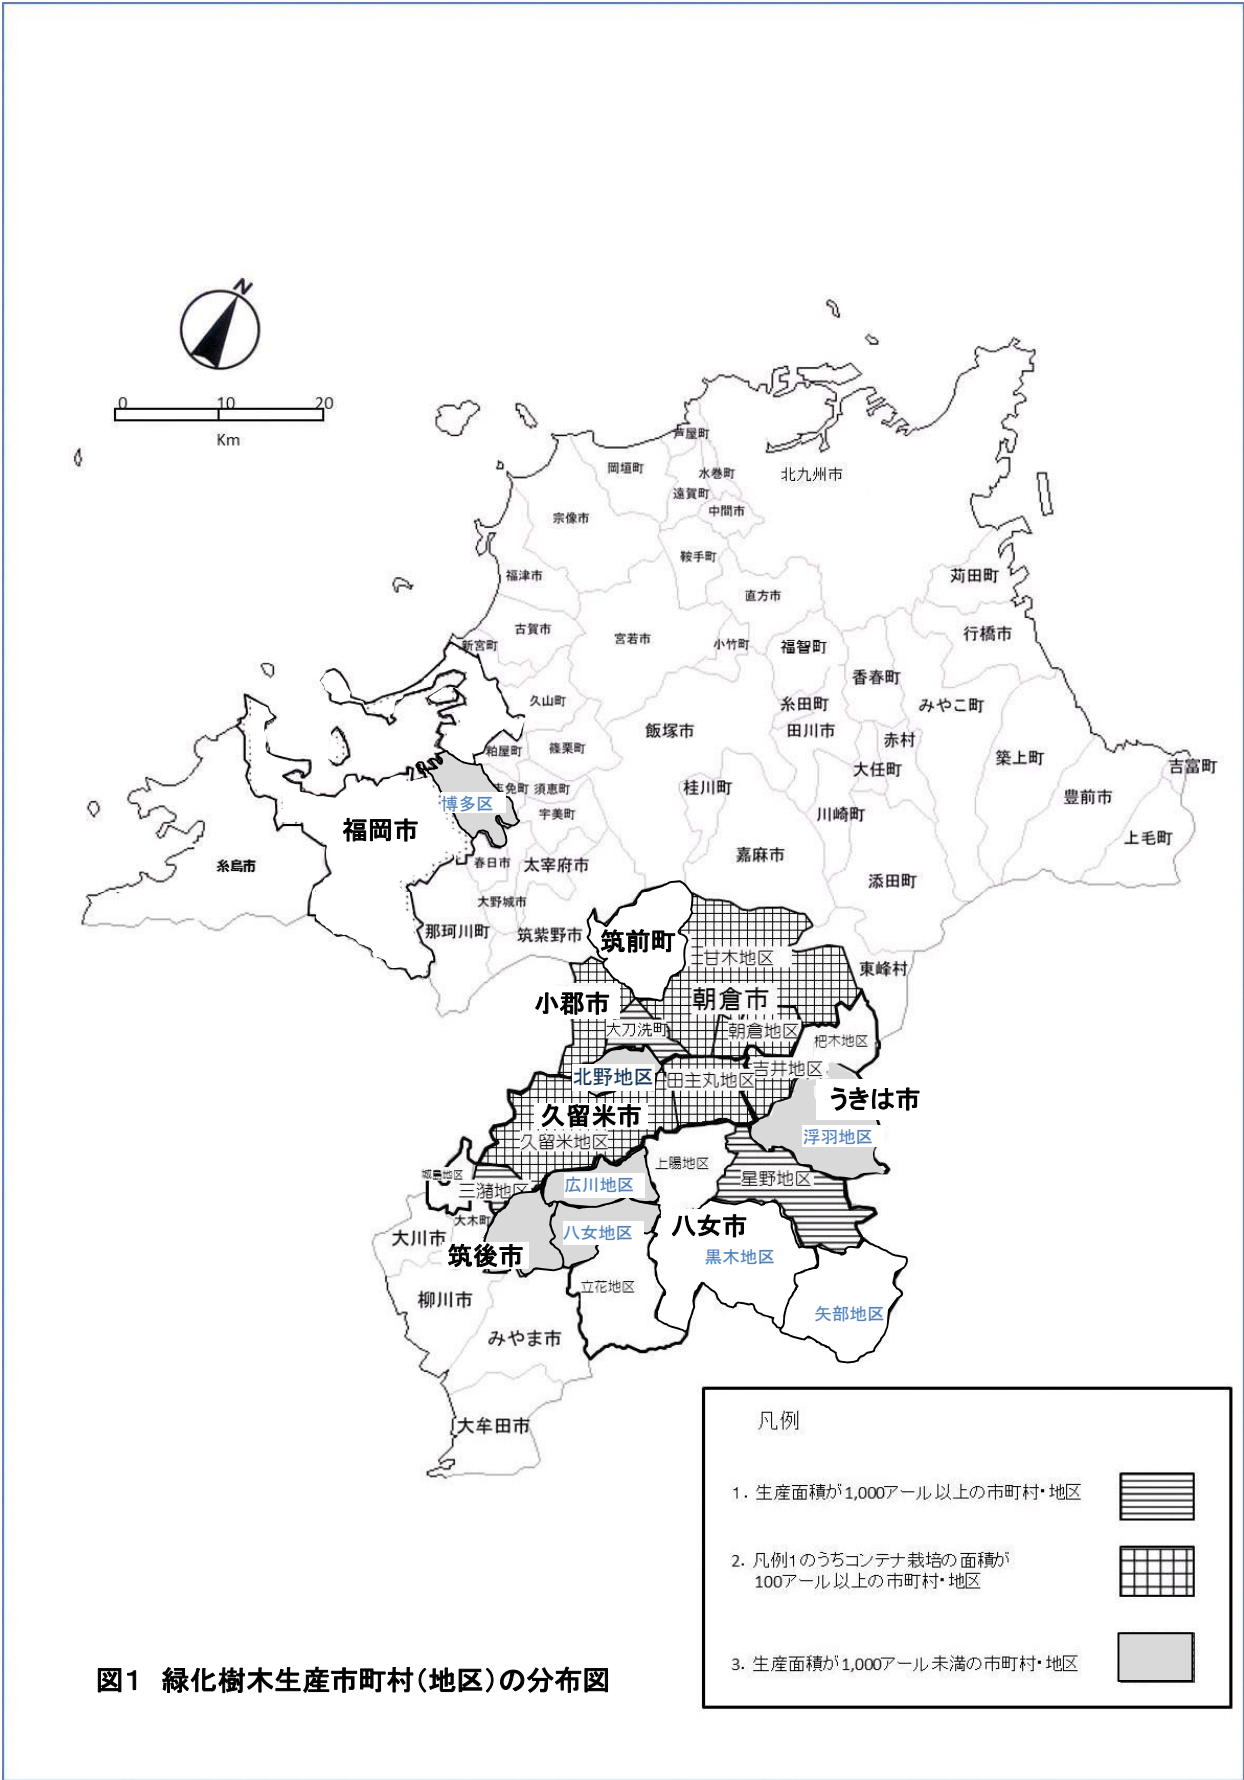 N
0 10 20
Km
芦屋町
岡垣町
水巻町
北九州市
遠賀町
中間市
宗像市
鞍手町
福津市
苅田町
直方市
古賀市
宮若市
行橋市
新宮町
小竹町
福智町
香春町
久山町
糸田町
みやこ町
飯塚市
田川市
赤村
粕屋町
篠栗町
築上町
吉富町
大任町
免町
須恵町
桂川町
豊前市
博多区
宇美町
川崎町
福岡市
上毛町
嘉麻市
春日市
太宰府市
糸島市
添田町
大野城市
那珂川町
筑紫野市
筑前町
甘木地区
東峰村
小郡市
朝倉市
大刀洗町
朝倉地区
杷木地区
北野地区
田主丸地区
吉井地区
うきは市
久留米市
久留米地区
浮羽地区
上陽地区
城島地区
星野地区
三潴地区
広川地区
大木町
八女市
大川市
八女地区
筑後市
黒木地区
立花地区
柳川市
矢部地区
みやま市
大牟田市
凡例
1. 生産面積が1,000アール以上の市町村・地区
2. 凡例1のうちコンテナ栽培の面積が
100アール以上の市町村・地区
3. 生産面積が1,000アール未満の市町村・地区
図1 緑化樹木生産市町村(地区)の分布図